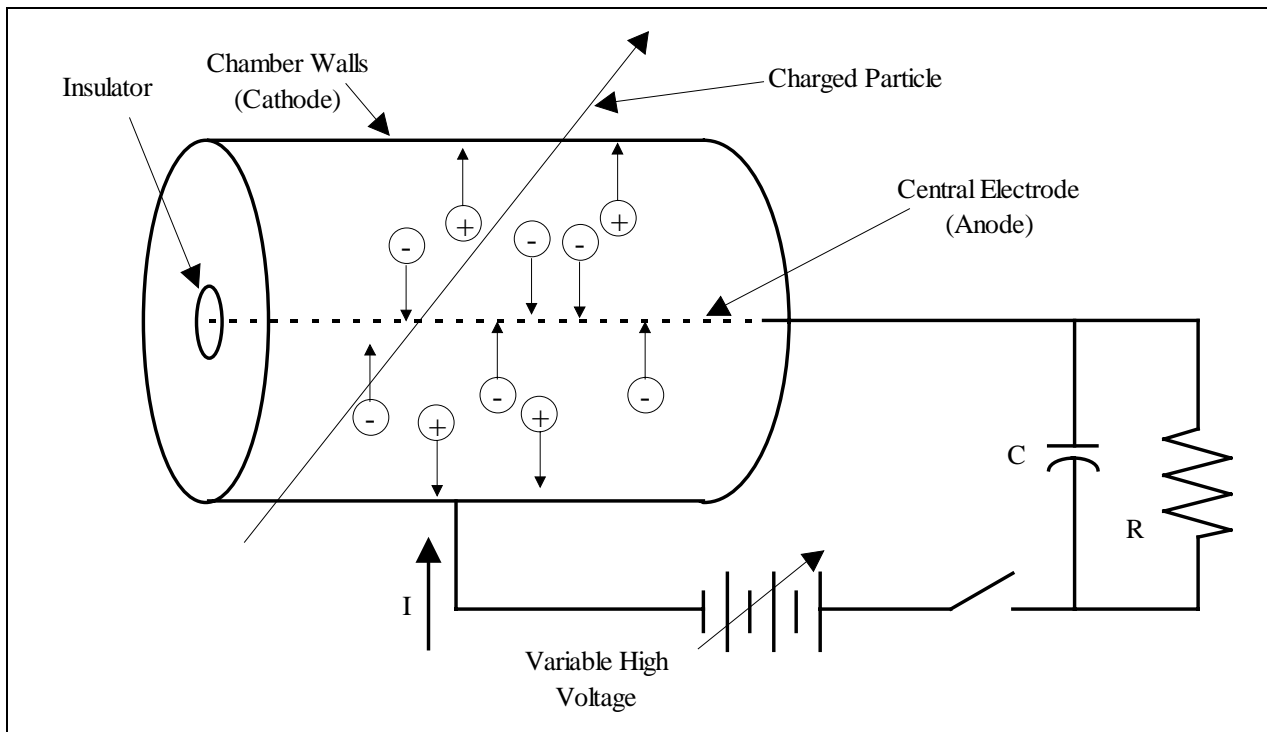 Insulator
Chamber Walls
(Cathode)
Charged Particle
Central Electrode
(Anode)
+
+
-
-
-
-
-
-
+
+
C
R
I
Variable High
Voltage